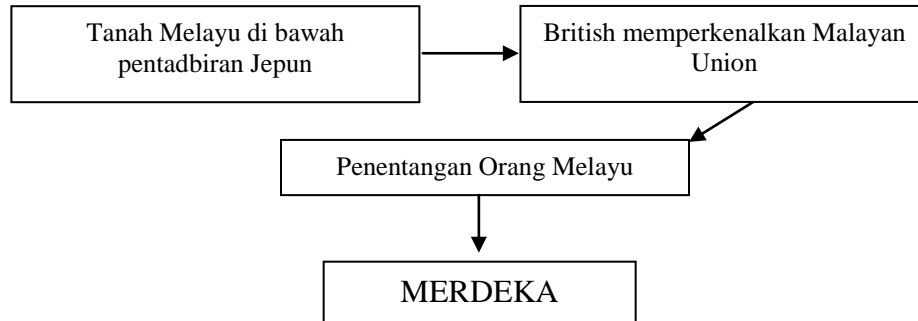 Tanah Melayu di bawah
pentadbiran Jepun
British memperkenalkan Malayan
Union
Penentangan Orang Melayu
MERDEKA